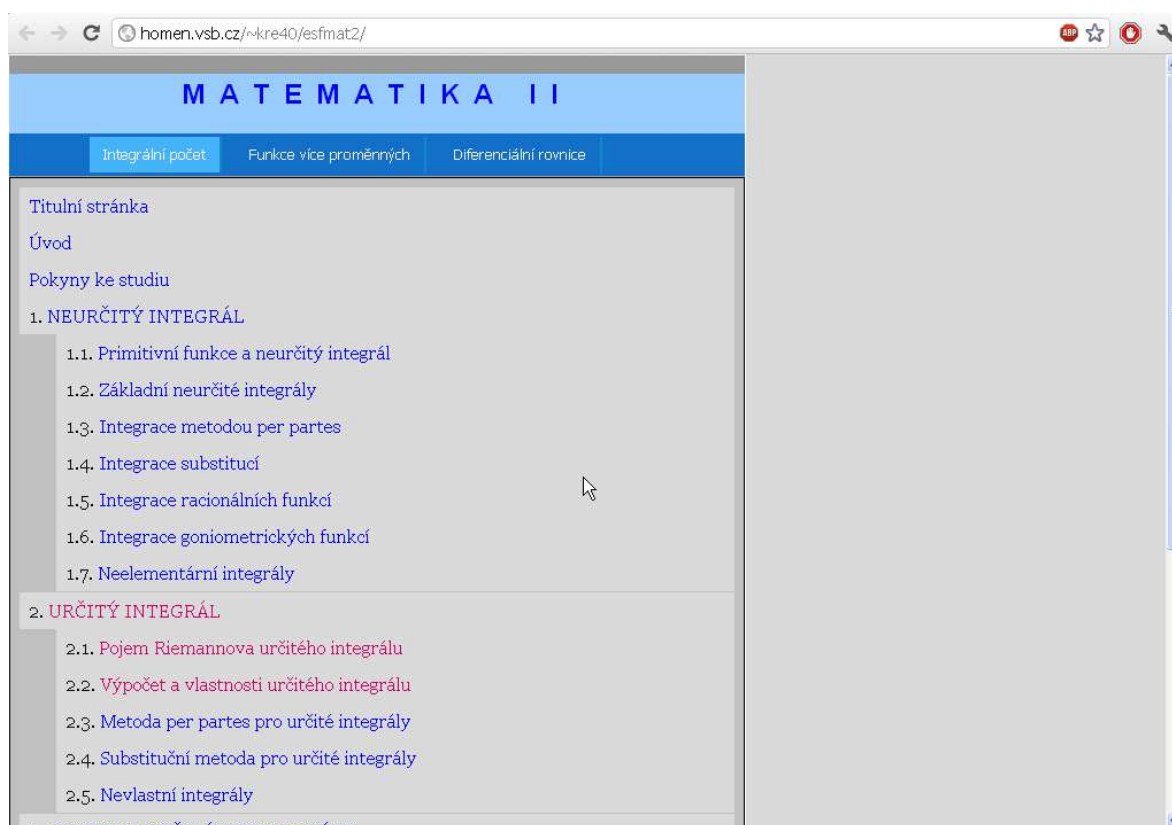 homen.vsb.cz/~kre40/esfmat2/
ABP
MATEMATIKA II
Integrální počet Funkce více proměnných Diferenciální rovnice
Titulní stránka
Úvod
Pokyny ke studiu
1. NEURČITÝ INTEGRÁL
1.1. Primitivní funkce a neurčitý integrál
1.2. Základní neurčité integrály
1.3. Integrace metodou per partes
1.4. Integrace substitucí
1.5. Integrace racionálních funkcí
1.6. Integrace goniometrických funkcí
1.7. Neelementární integrály
2. URČITÝ INTEGRÁL
2.1. Pojem Riemannova určitého integrálu
2.2. Výpočet a vlastnosti určitého integrálu
2.3. Metoda per partes pro určité integrály
2.4. Substituční metoda pro určité integrály
2.5. Nevlastní integrály